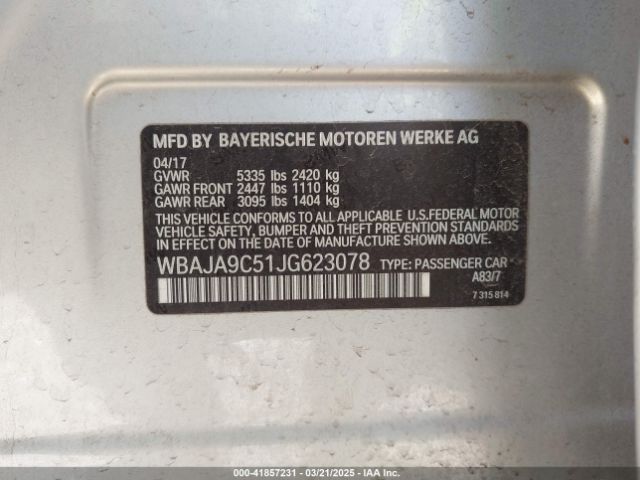 MFD BY BAYERISCHE MOTOREN WERKE AG
04/17
GVWR 5335 lbs 2420 kg
GAWR FRONT 2447 lbs 1110 kg
GAWR REAR 3095 lbs 1404 kg
THIS VEHICLE CONFORMS TO ALL APPLICABLE U.S.FEDERAL MOTOR
VEHICLE SAFETY, BUMPER AND THEFT PREVENTION STANDARDS
IN EFFECT ON THE DATE OF MANUFACTURE SHOWN ABOVE.
WBAJA9C51JG623078 TYPE: PASSENGER CAR
A83/7
7 315 814
000-41857231 - 03/21/2025 - IAA Inc.